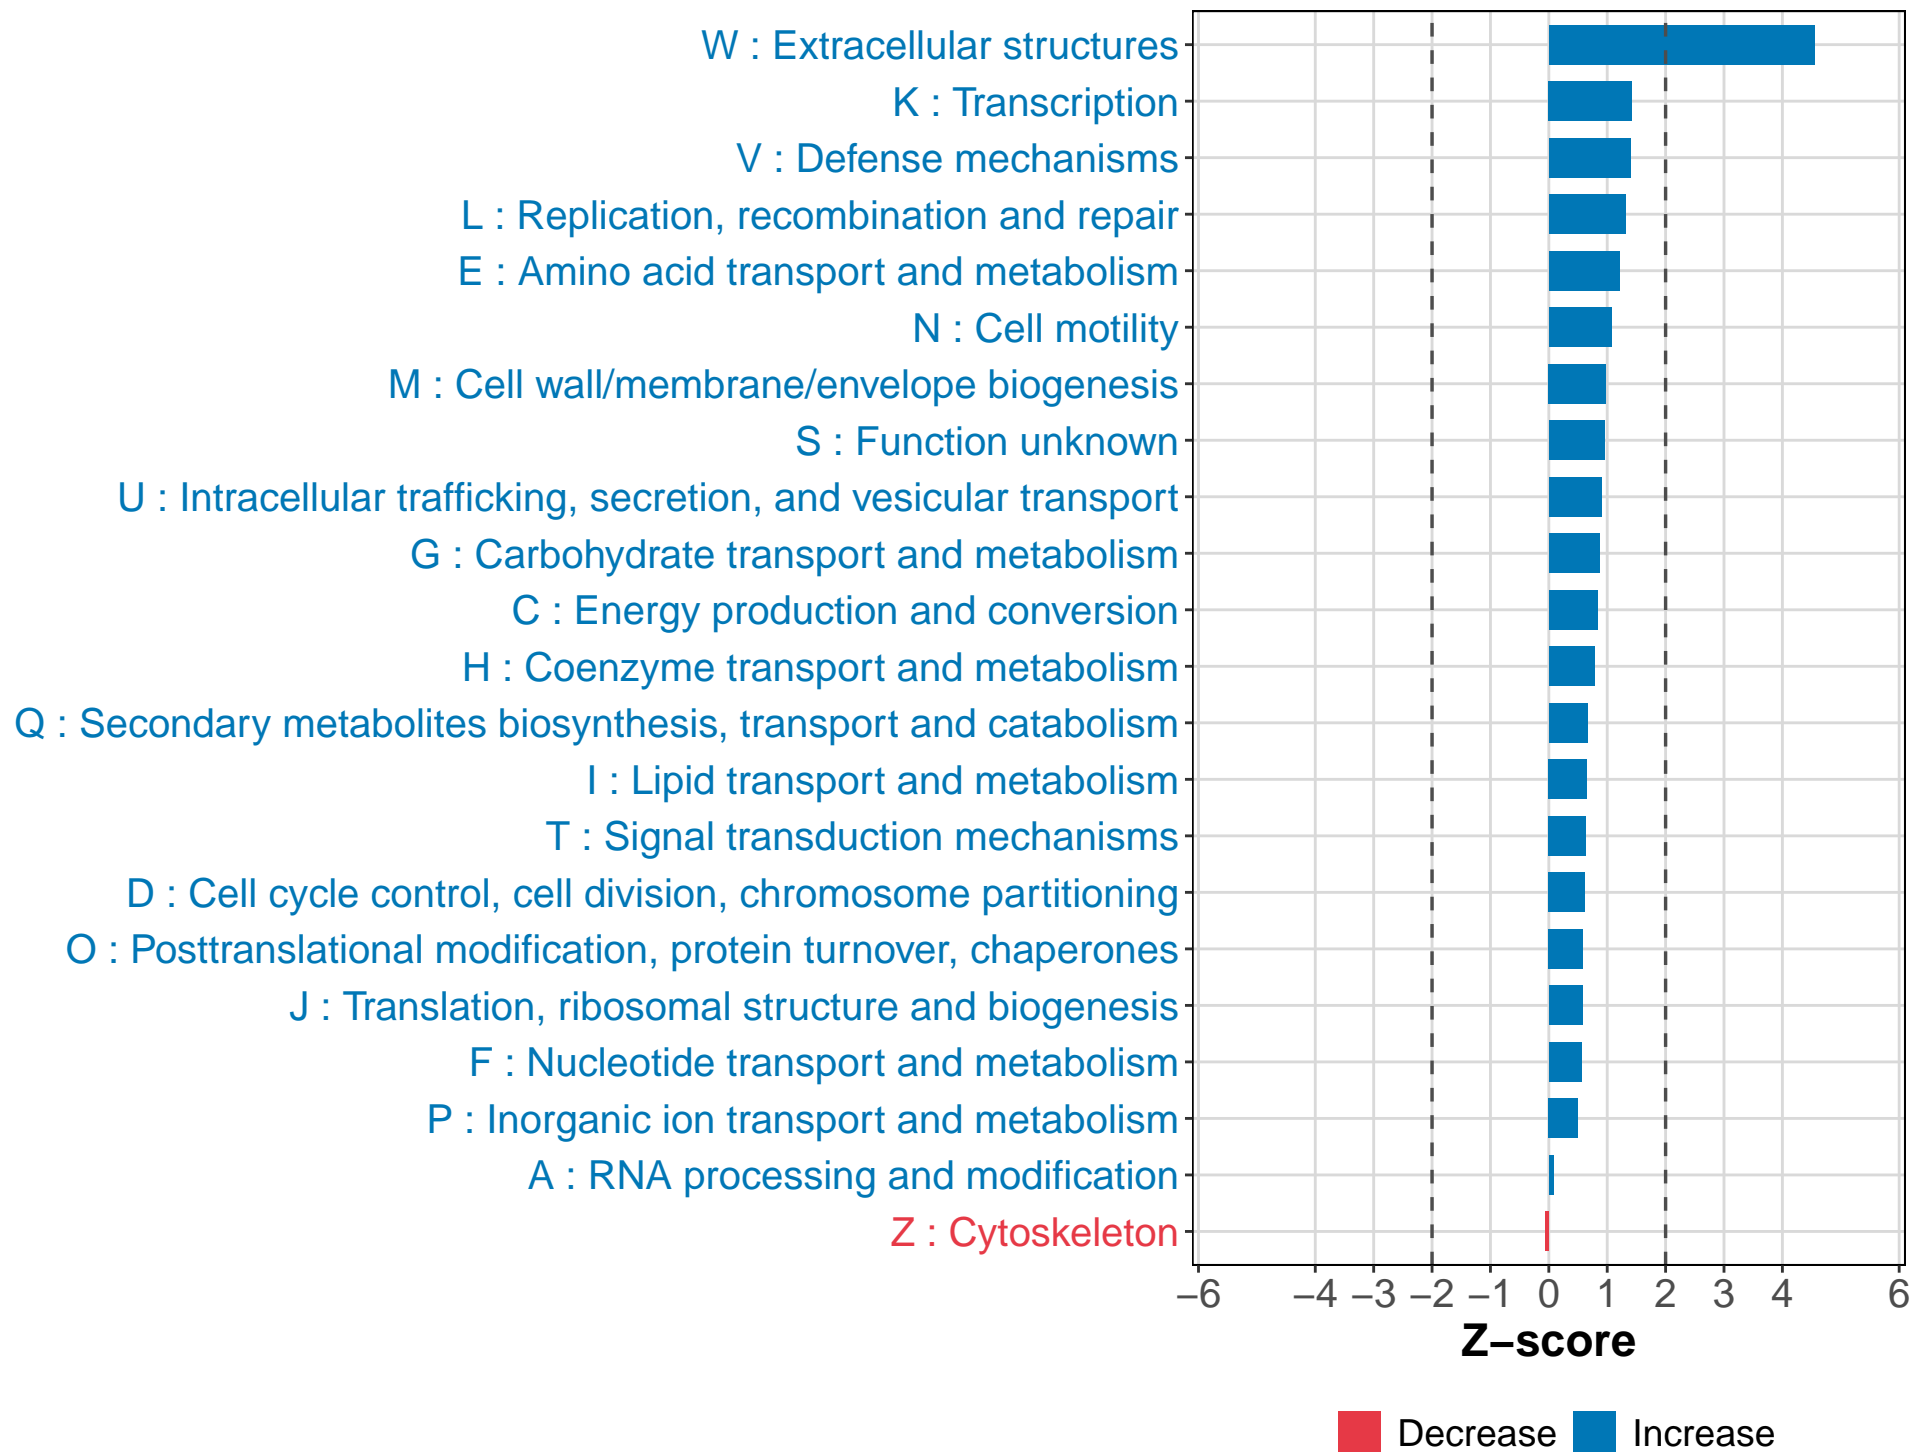 W : Extracellular structures
K : Transcription
V : Defense mechanisms
L : Replication, recombination and repair
E : Amino acid transport and metabolism
N : Cell motility
M : Cell wall/membrane/envelope biogenesis
S : Function unknown
U : Intracellular trafficking, secretion, and vesicular transport
G : Carbohydrate transport and metabolism
C : Energy production and conversion
H : Coenzyme transport and metabolism
Q : Secondary metabolites biosynthesis, transport and catabolism
I : Lipid transport and metabolism
T : Signal transduction mechanisms
D : Cell cycle control, cell division, chromosome partitioning
O : Posttranslational modification, protein turnover, chaperones
J : Translation, ribosomal structure and biogenesis
F : Nucleotide transport and metabolism
P : Inorganic ion transport and metabolism
A : RNA processing and modification
Z : Cytoskeleton
−6 −4 −3 −2 −1 0 1 2 3 4 6
Z−score
Decrease Increase